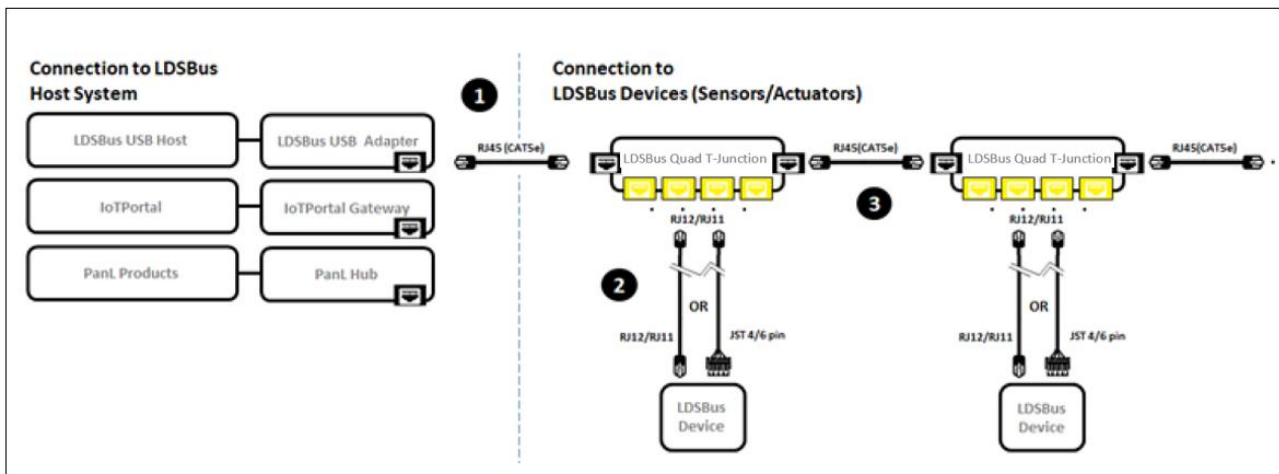 Connection to LDSBus
Host System
1
Connection to
LDSBus Devices (Sensors/Actuators)
LDSBus USB Host
LDSBus USB Adapter
RJ45 (CAT5e)
LDSBus Quad T-Junction
RJ45(CAT5e)
LDSBus Quad T-Junction
RJ45(CAT5e)
IoTPortal
IoTPortal Gateway
3
RJ12/RJ11
RJ12/RJ11
PanL Products
PanL Hub
2
OR
OR
RJ12/RJ11
JST 4/6 pin
RJ12/RJ11
JST 4/6 pin
LDSBus
Device
LDSBus
Device